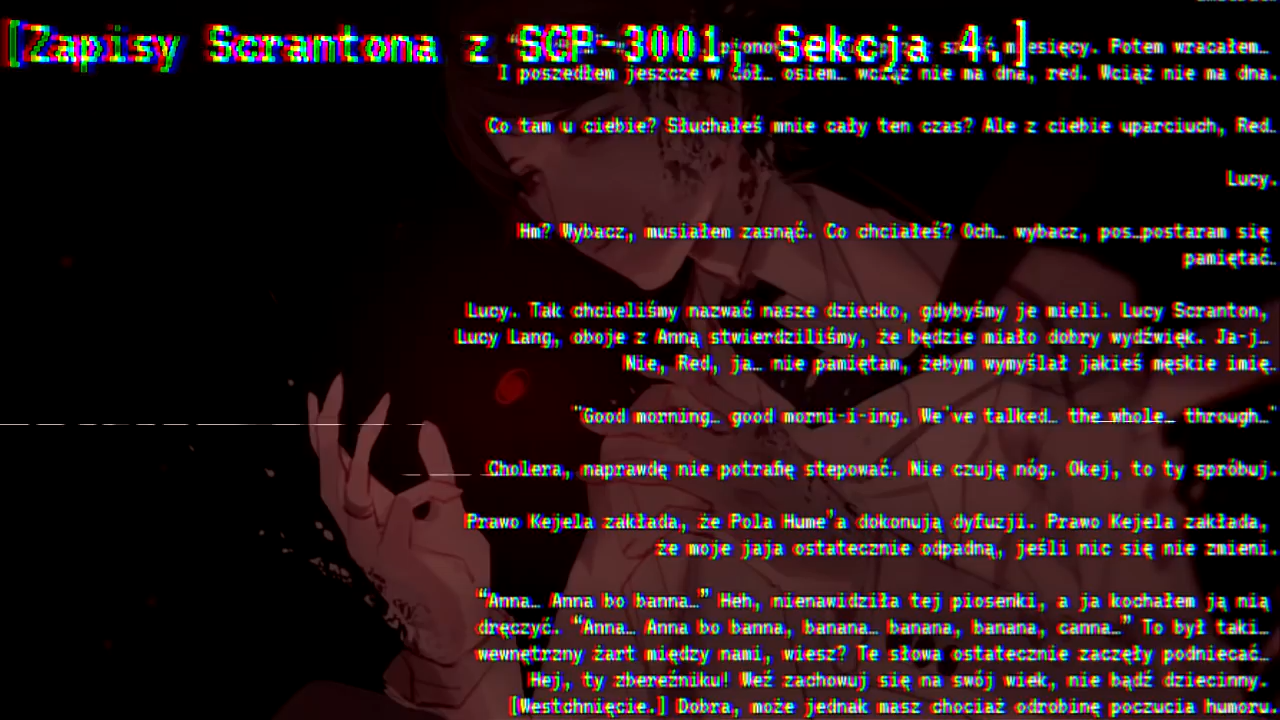 [Zapisy Scrantona z SCP-3001, Sekcja 4.]
miesięcy. Potem wracałem…
I poszedłem jeszcze w dół… osiem… wciąż nie ma dna, red. Wciąż nie ma dna.
Co tam u ciebie? Słuchałeś mnie cały ten czas? Ale z ciebie uparciuch, Red.
Lucy.
Hm? Wybacz, musiałem zasnąć. Co chciałeś? Och… wybacz, pos…postaram się
pamiętać.
Lucy. Tak chcieliśmy nazwać nasze dziecko, gdybyśmy je mieli. Lucy Scranton,
Lucy Lang, oboje z Anną stwierdziliśmy, że będzie miało dobry wydźwięk. Ja-j…
Nie, Red, ja… nie pamiętam, żebym wymyślał jakieś męskie imię.
"Good morning… good morni-i-ing. We've talked… the whole… through…"
Cholera, naprawdę nie potrafię stepować. Nie czuję nóg. Okej, to ty spróbuj.
Prawo Kejela zakłada, że Pola Hume'a dokonują dyfuzji. Prawo Kejela zakłada,
że moje jaja ostatecznie odpadną, jeśli nic się nie zmieni.
“Anna… Anna bo banna…” Heh, nienawidziła tej piosenki, a ja kochałem ją nią
dręczyć. “Anna… Anna bo banna, banana… banana, banana, canna…” To był taki…
wewnętrzny żart między nami, wiesz? Te słowa ostatecznie zaczęły podniecać…
Hej, ty zbereźniku! Weź zachowuj się na swój wiek, nie bądź dziecinny.
[Westchnięcie.] Dobra, może jednak masz chociaż odrobinę poczucia humoru.